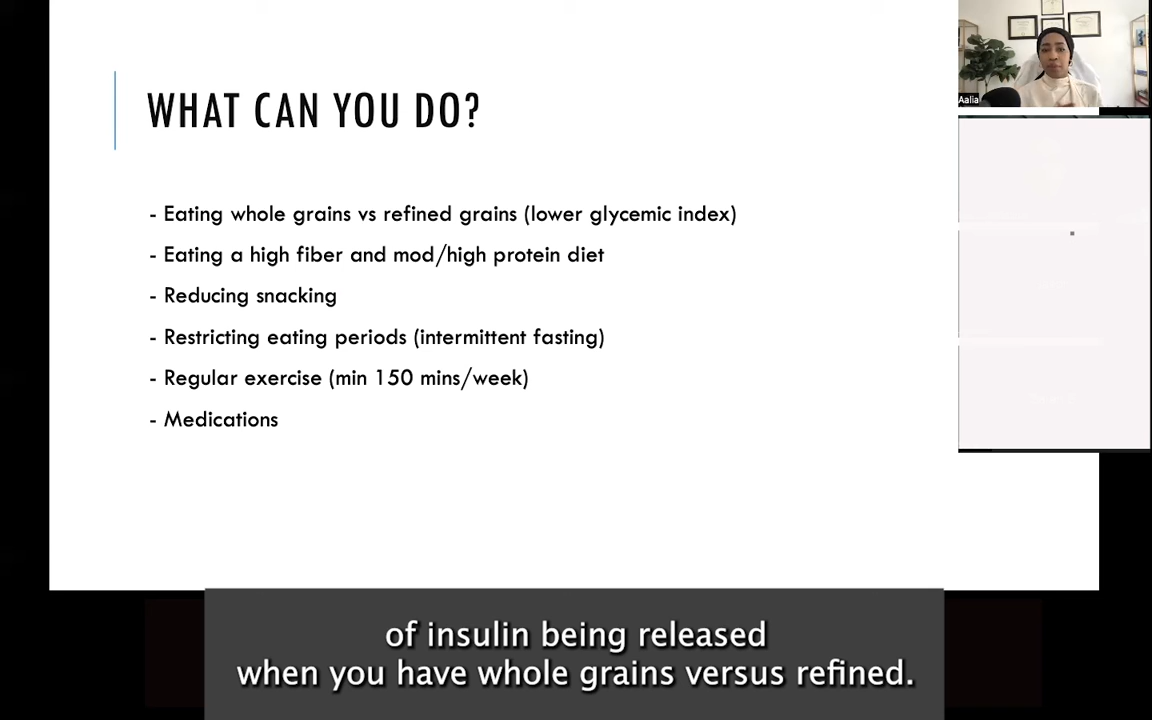 WHAT CAN YOU DO?
- Eating whole grains vs refined grains (lower glycemic index)
- Eating a high fiber and mod/high protein diet
- Reducing snacking
- Restricting eating periods (intermittent fasting)
- Regular exercise (min 150 mins/week)
- Medications
Aalia
of insulin being released
when you have whole grains versus refined.